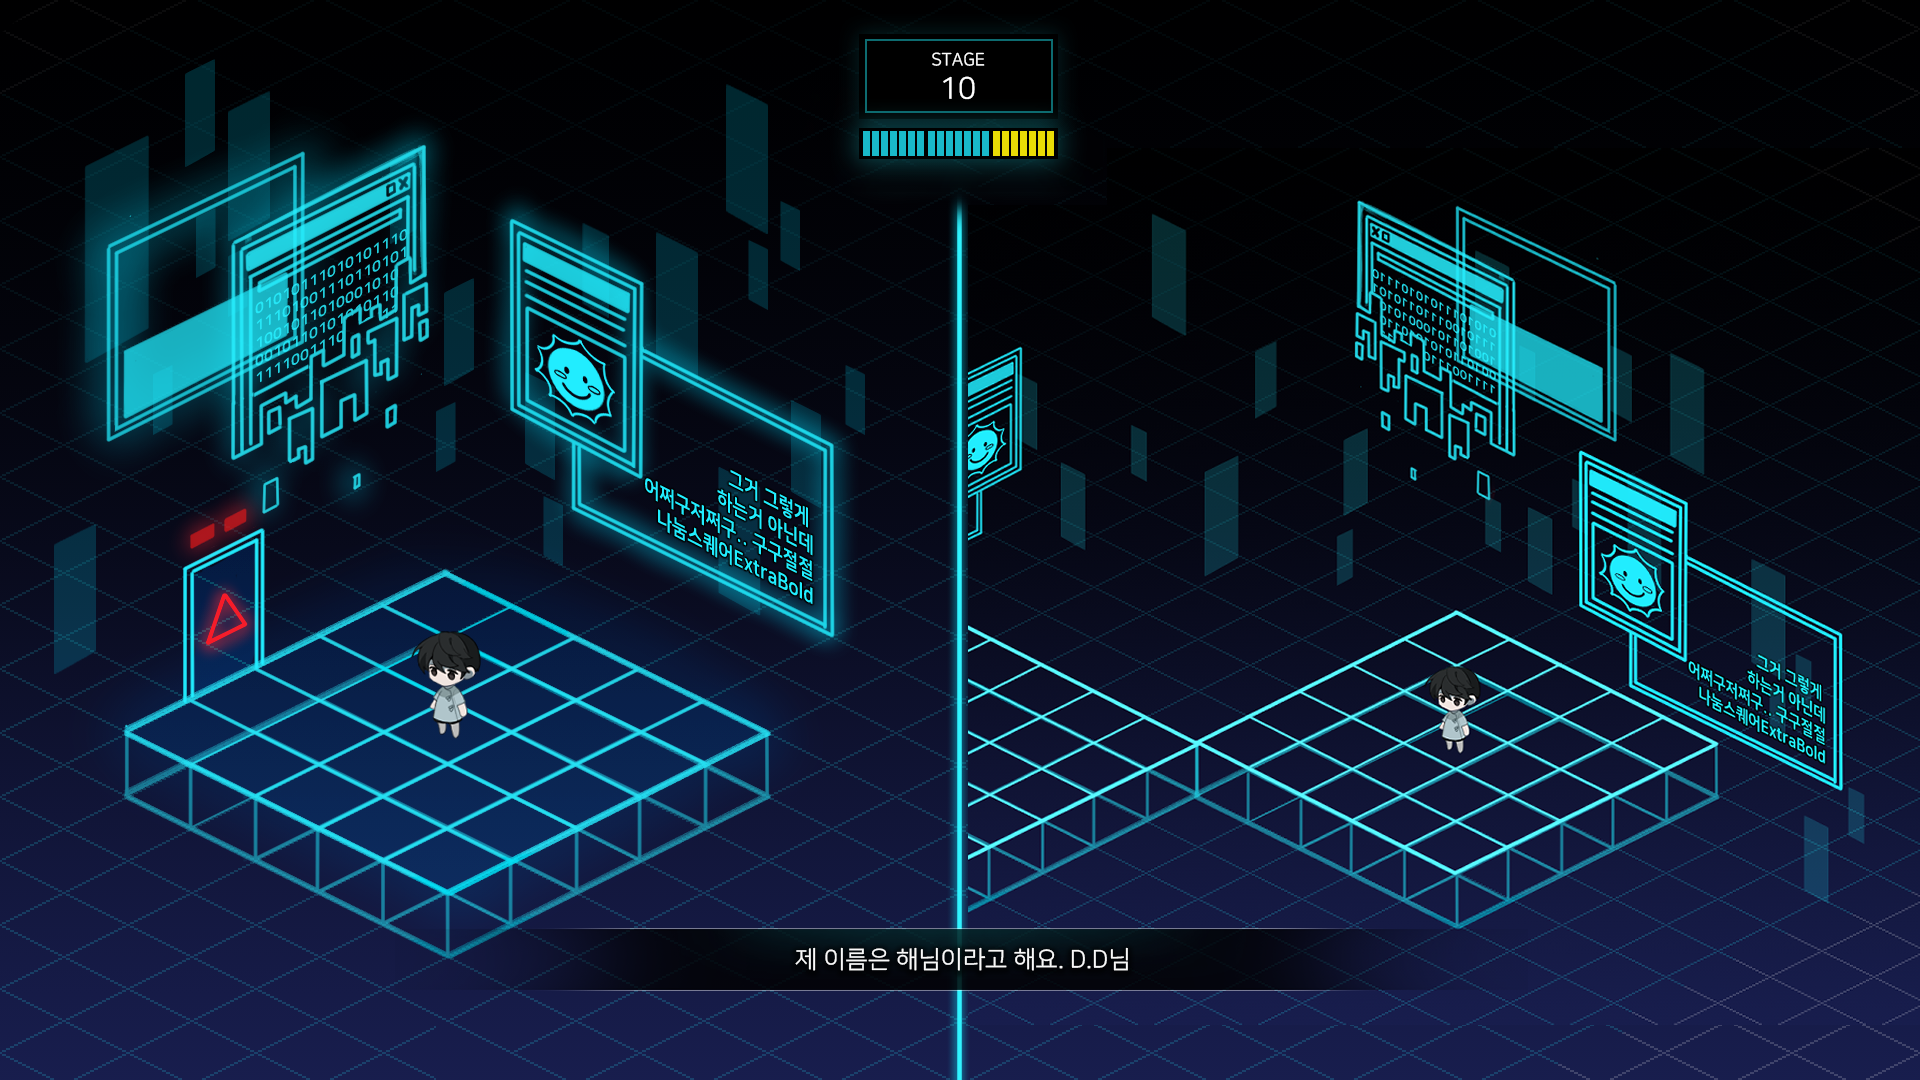 STAGE
10
0101011101010101110
1110100111011010
그거 그렇게
하는거 아닌데
어쩌구저쩌구.. 구구절절
나눔스퀘어ExtraBold
그거 그렇게
하는거 아닌데
어쩌구저쩌구.. 구구절절
나눔스퀘어ExtraBold
제 이름은 해님이라고 해요. D.D님